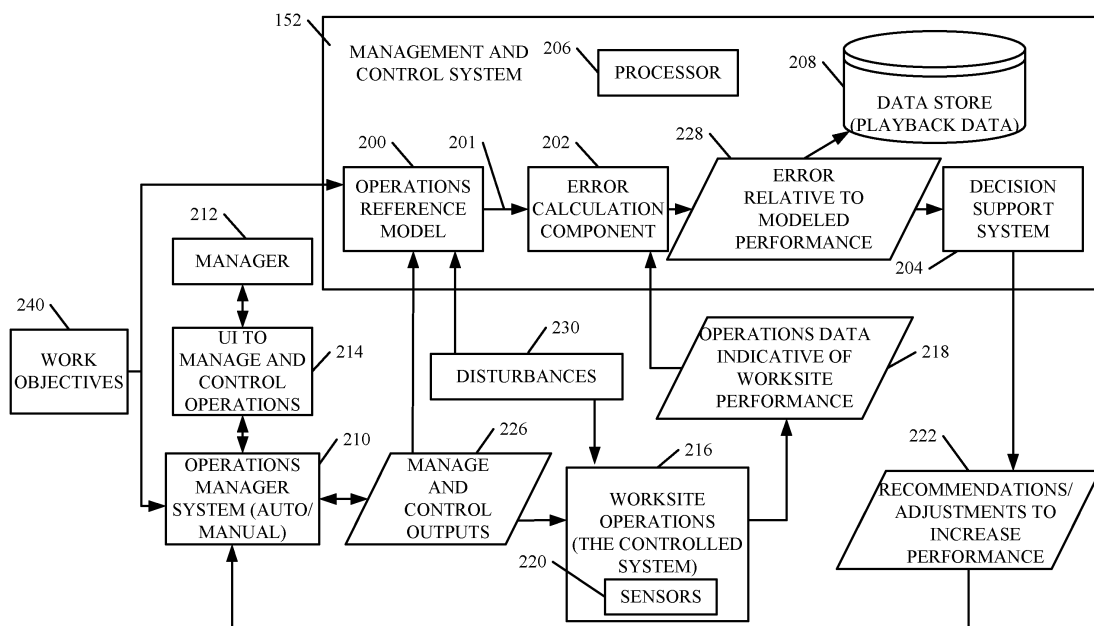 152
MANAGEMENT AND
CONTROL SYSTEM
206
PROCESSOR
208
DATA STORE
(PLAYBACK DATA)
200
201
202
228
OPERATIONS
REFERENCE
MODEL
ERROR
CALCULATION
COMPONENT
ERROR
RELATIVE TO
MODELED
PERFORMANCE
DECISION
SUPPORT
SYSTEM
204
212
MANAGER
240
WORK
OBJECTIVES
UI TO
MANAGE AND
CONTROL
OPERATIONS
214
230
DISTURBANCES
OPERATIONS DATA
INDICATIVE OF
WORKSITE
PERFORMANCE
218
210
OPERATIONS
MANAGER
SYSTEM (AUTO/
MANUAL)
226
MANAGE
AND
CONTROL
OUTPUTS
216
WORKSITE
OPERATIONS
(THE CONTROLLED
SYSTEM)
220
SENSORS
222
RECOMMENDATIONS/
ADJUSTMENTS TO
INCREASE
PERFORMANCE